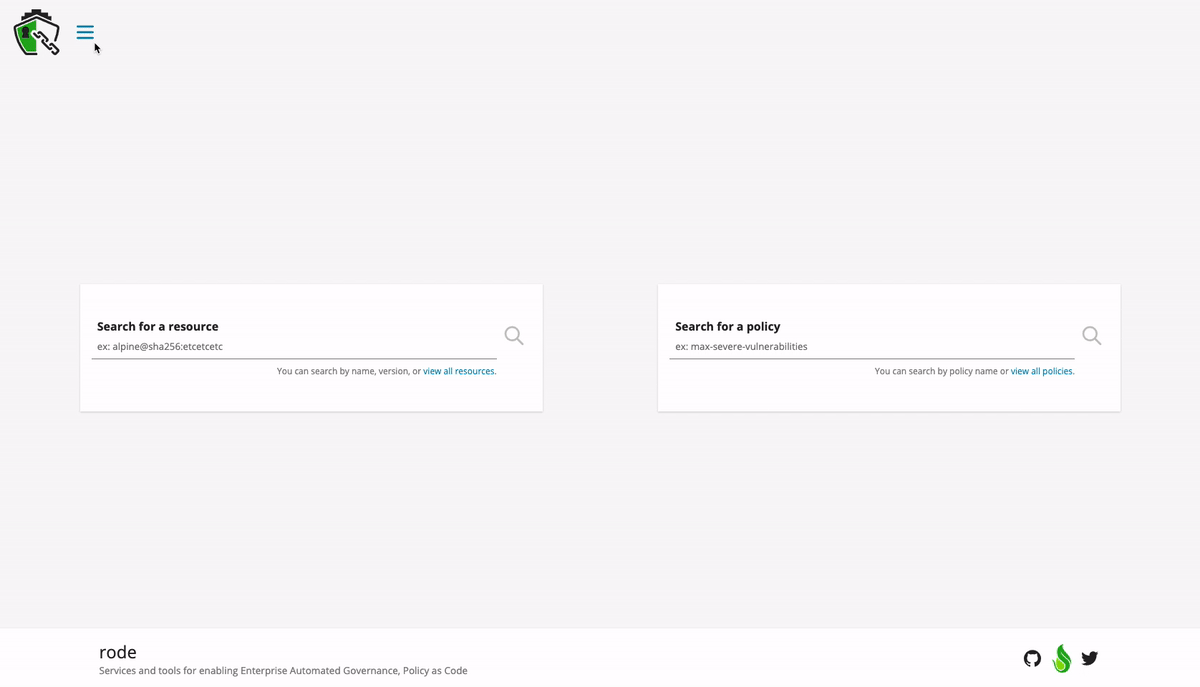 Search for a resource
ex: alpine@sha256:etcetcetc
You can search by name, version, or view all resources.
Search for a policy
ex: max-severe-vulnerabilities
You can search by policy name or view all policies.
rode
Services and tools for enabling Enterprise Automated Governance, Policy as Code